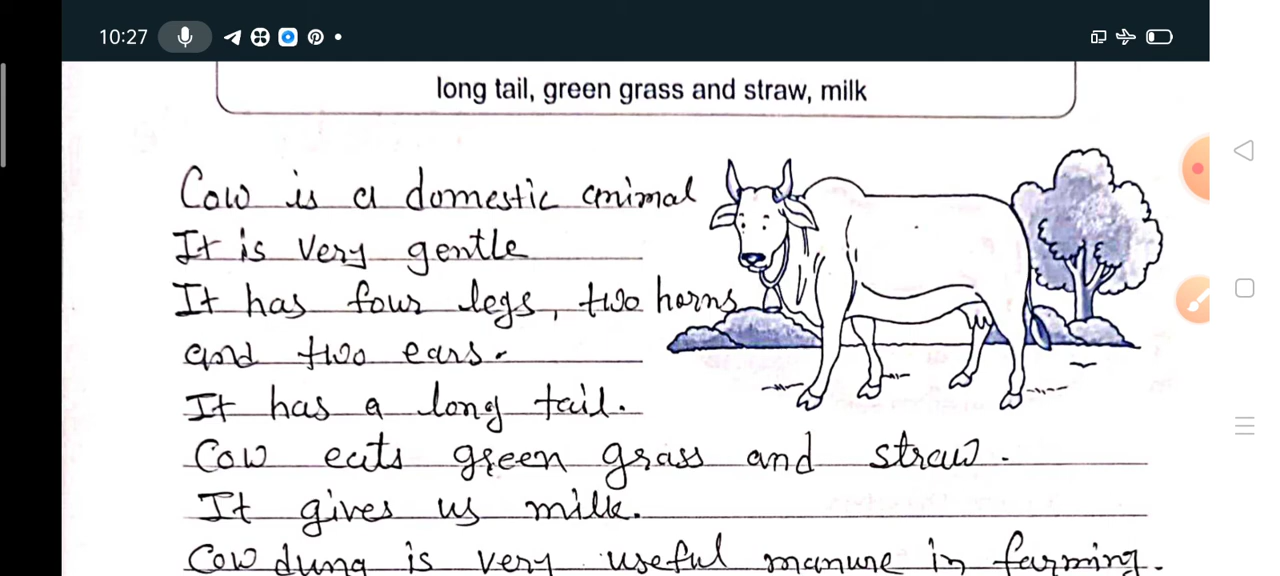 10:27
long tail, green grass and straw, milk
Cow is a domestic animal
It is very gentle
It has four legs, two horns
and two ears.
It has a long tail.
Cow eats green grass and straw.
It gives us milk.
Cow dung is very useful manure in farming.